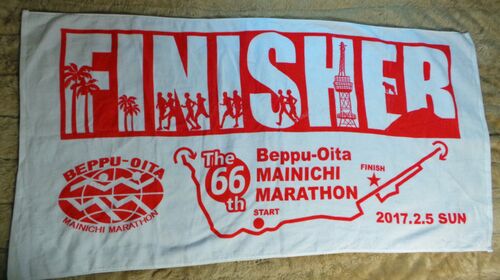 FINISHER
BEPPU-OITA
MAINICHI MARATHON
The
66
th
Beppu-Oita
MAINICHI
MARATHON
START
FINISH
2017.2.5 SUN